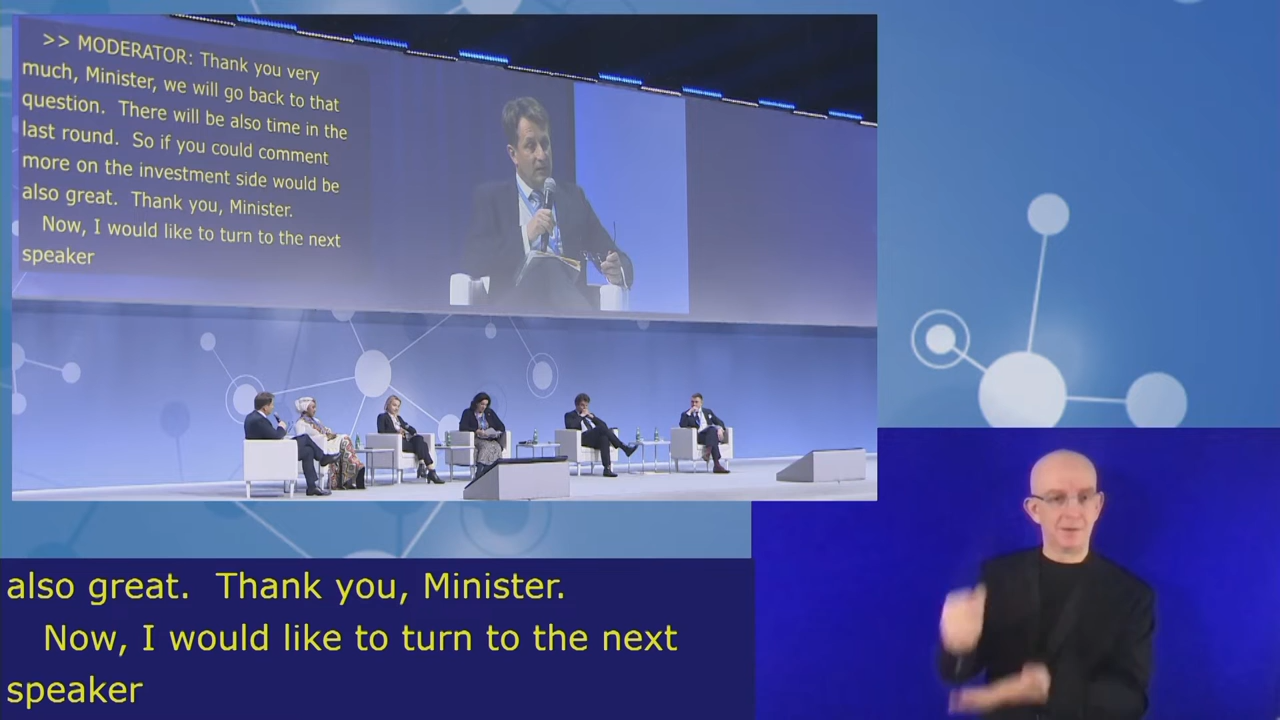 >> MODERATOR: Thank you very
much, Minister, we will go back to that
question.  There will be also time in the
last round.  So if you could comment
more on the investment side would be
also great.  Thank you, Minister.
Now, I would like to turn to the next
speaker
also great.  Thank you, Minister.
Now, I would like to turn to the next
speaker